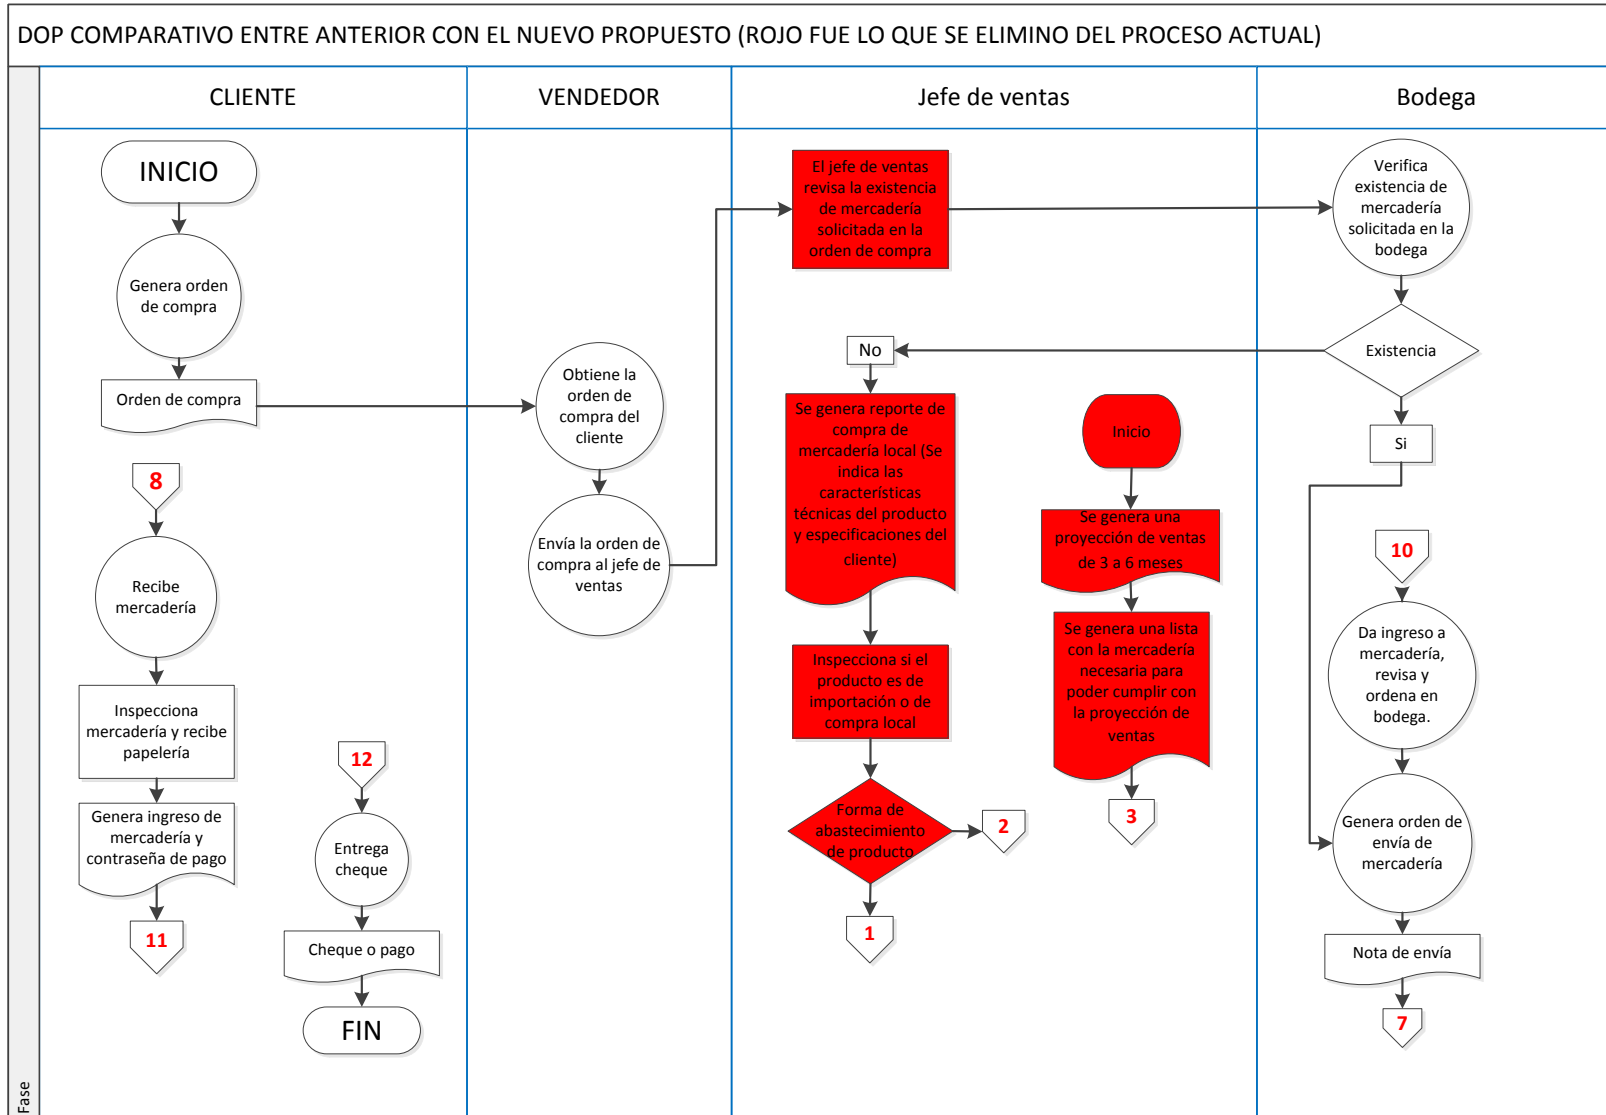 DOP COMPARATIVO ENTRE ANTERIOR CON EL NUEVO PROPUESTO (ROJO FUE LO QUE SE ELIMINO DEL PROCESO ACTUAL)
Fase
CLIENTE
VENDEDOR
Jefe de ventas
Bodega
INICIO
Genera orden
de compra
Orden de compra
8
Recibe
mercadería
Inspecciona
mercadería y recibe
papelería
Genera ingreso de
mercadería y
contraseña de pago
11
12
Entrega
cheque
Cheque o pago
FIN
Obtiene la
orden de
compra del
cliente
Envía la orden de
compra al jefe de
ventas
El jefe de ventas
revisa la existencia
de mercadería
solicitada en la
orden de compra
No
Se genera reporte de
compra de
mercadería local (Se
indica las
características
técnicas del producto
y especificaciones del
cliente)
Inspecciona si el
producto es de
importación o de
compra local
Forma de
abastecimiento
de producto
2
1
Inicio
Se genera una
proyección de ventas
de 3 a 6 meses
Se genera una lista
con la mercadería
necesaria para
poder cumplir con
la proyección de
ventas
3
Verifica
existencia de
mercadería
solicitada en la
bodega
Existencia
Si
10
Da ingreso a
mercadería,
revisa y
ordena en
bodega.
Genera orden de
envía de
mercadería
Nota de envía
7